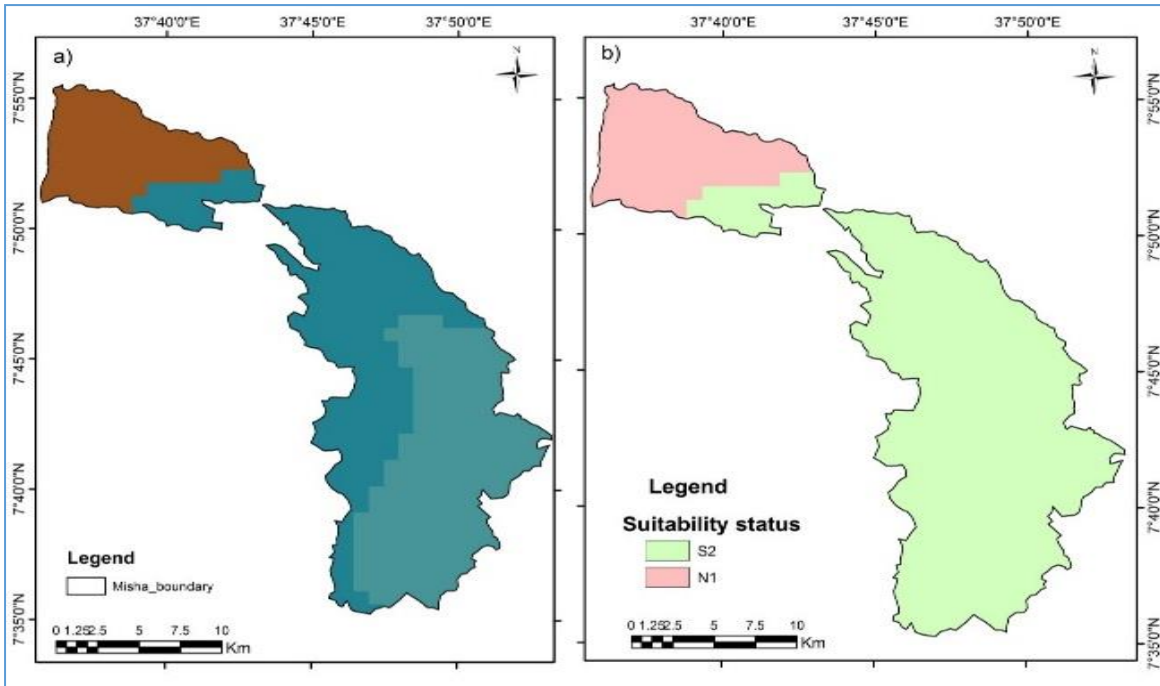 37°40'0"E 37°45'0"E 37°50'0"E
a)
N
7°55'0"N
7°50'0"N
7°45'0"N
7°40'0"N
7°35'0"N
Legend
Misha_boundary
0 1.25 2.5 5 7.5 10
Km
37°40'0"E 37°45'0"E 37°50'0"E
b)
N
7°55'0"N
7°50'0"N
7°45'0"N
7°40'0"N
7°35'0"N
Legend
Suitability status
S2
N1
0 1.25 2.5 5 7.5 10
Km